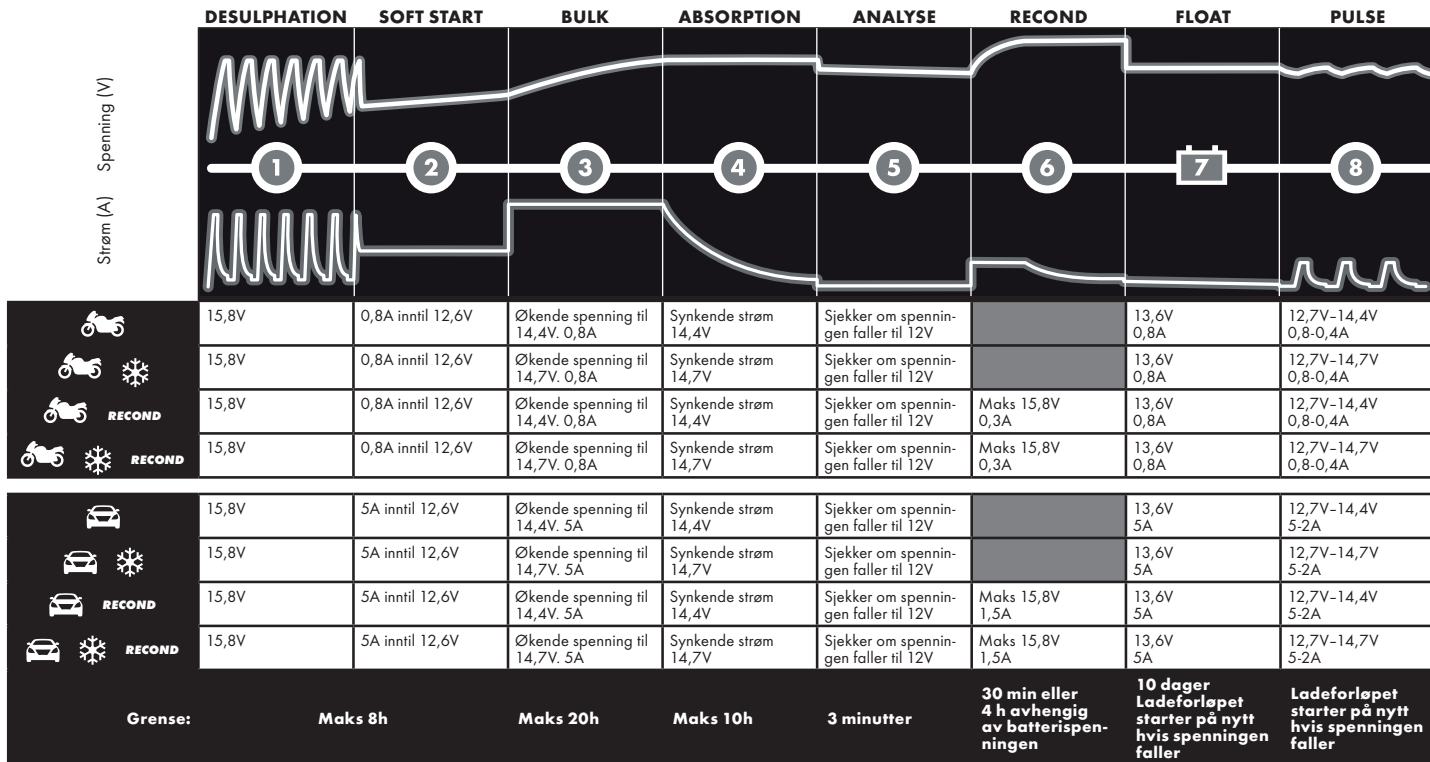 DESULPHATION SOFT START BULK ABSORPTION ANALYSE RECOND FLOAT PULSE
Spenning (V)
Strøm (A)
1 2 3 4 5 6 7 8
15,8V 0,8A inntil 12,6V Økende spenning til Synkende strøm Sjekker om spennin- 13,6V 12,7V–14,4V
14,4V. 0,8A 14,4V gen faller til 12V 0,8A 0,8-0,4A
15,8V 0,8A inntil 12,6V Økende spenning til Synkende strøm Sjekker om spennin- 13,6V 12,7V–14,7V
14,7V. 0,8A 14,7V gen faller til 12V 0,8A 0,8-0,4A
RECOND 15,8V 0,8A inntil 12,6V Økende spenning til Synkende strøm Sjekker om spennin- Maks 15,8V 13,6V 12,7V–14,4V
14,4V. 0,8A 14,4V gen faller til 12V 0,3A 0,8A 0,8-0,4A
RECOND 15,8V 0,8A inntil 12,6V Økende spenning til Synkende strøm Sjekker om spennin- Maks 15,8V 13,6V 12,7V–14,7V
14,7V. 0,8A 14,7V gen faller til 12V 0,3A 0,8A 0,8-0,4A
15,8V 5A inntil 12,6V Økende spenning til Synkende strøm Sjekker om spennin- 13,6V 12,7V–14,4V
14,4V. 5A 14,4V gen faller til 12V 5A 5-2A
15,8V 5A inntil 12,6V Økende spenning til Synkende strøm Sjekker om spennin- 13,6V 12,7V–14,7V
14,7V. 5A 14,7V gen faller til 12V 5A 5-2A
RECOND 15,8V 5A inntil 12,6V Økende spenning til Synkende strøm Sjekker om spennin- Maks 15,8V 13,6V 12,7V–14,4V
14,4V. 5A 14,4V gen faller til 12V 1,5A 5A 5-2A
RECOND 15,8V 5A inntil 12,6V Økende spenning til Synkende strøm Sjekker om spennin- Maks 15,8V 13,6V 12,7V–14,7V
14,7V. 5A 14,7V gen faller til 12V 1,5A 5A 5-2A
Grense: Maks 8h Maks 20h Maks 10h 3 minutter
30 min eller
4 h avhengig
av batterispen-
ningen
10 dager
Ladeforløpet
starter på nytt
hvis spenningen
faller
Ladeforløpet
starter på nytt
hvis spenningen
faller